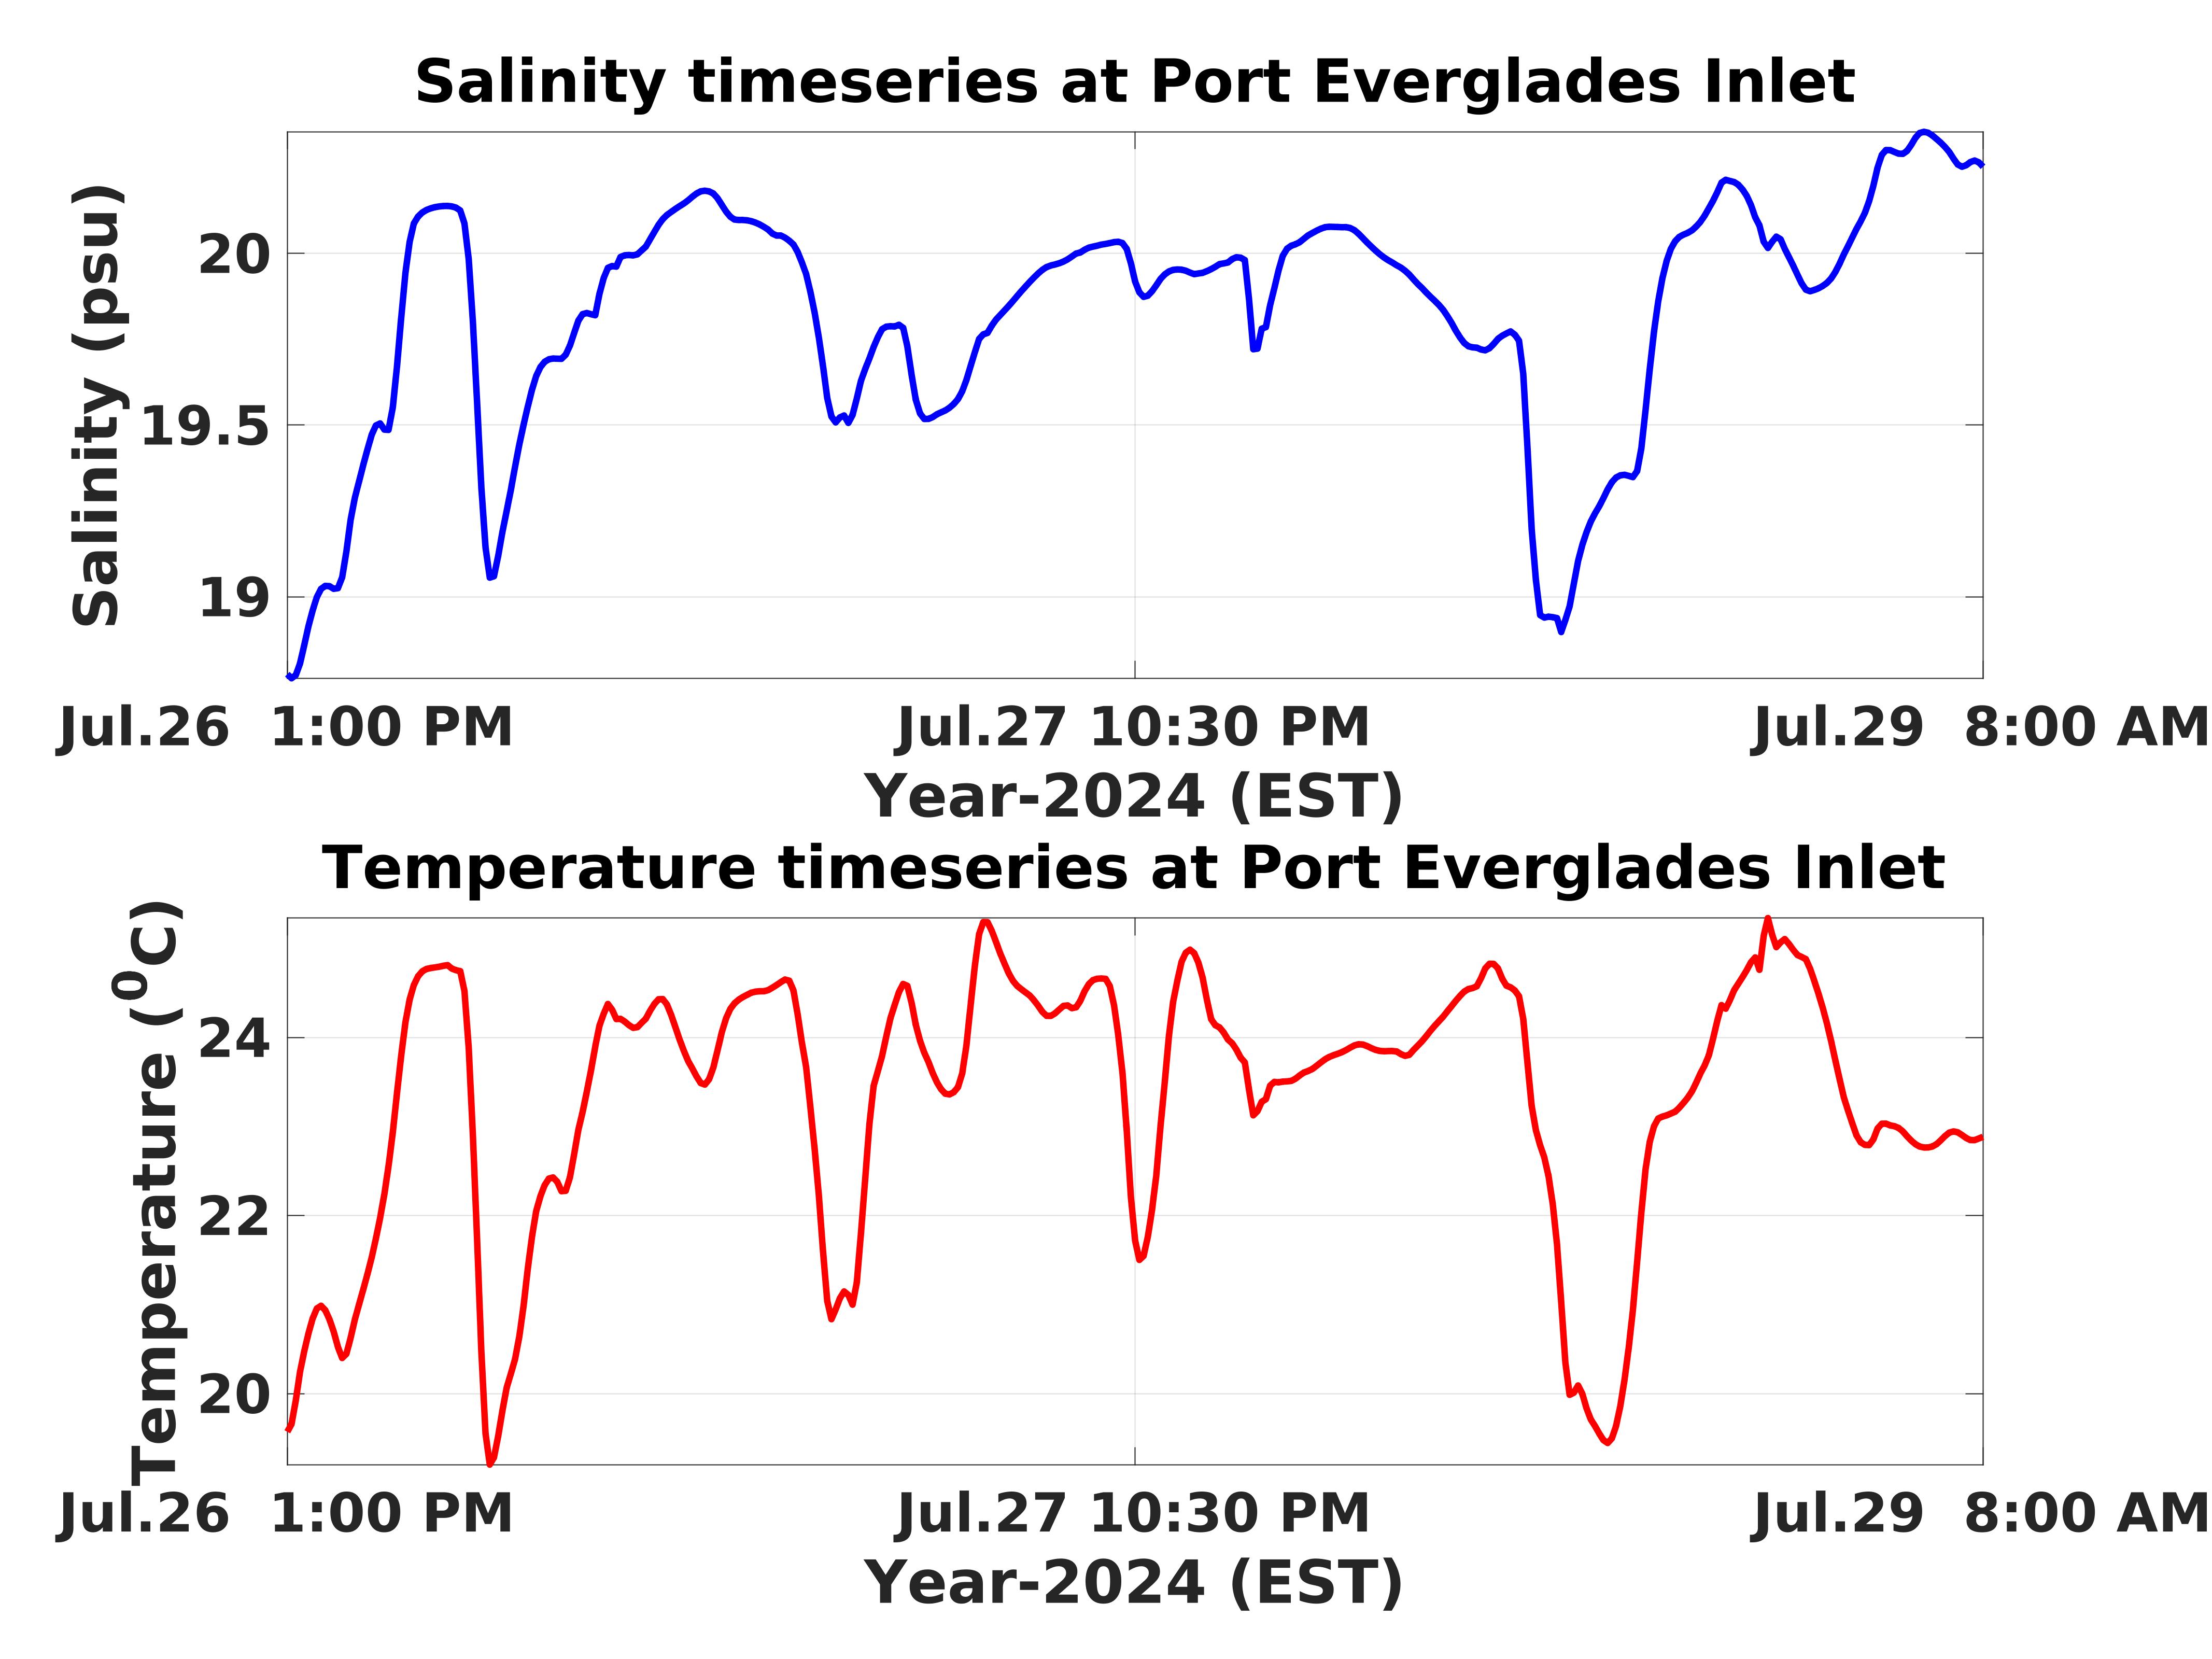 Salinity timeseries at Port Everglades Inlet
Salinity (psu)
20
19.5
19
Jul.26  1:00 PM
Jul.27 10:30 PM
Jul.29  8:00 AM
Year-2024 (EST)
Temperature timeseries at Port Everglades Inlet
Temperature (⁰C)
24
22
20
Jul.26  1:00 PM
Jul.27 10:30 PM
Jul.29  8:00 AM
Year-2024 (EST)